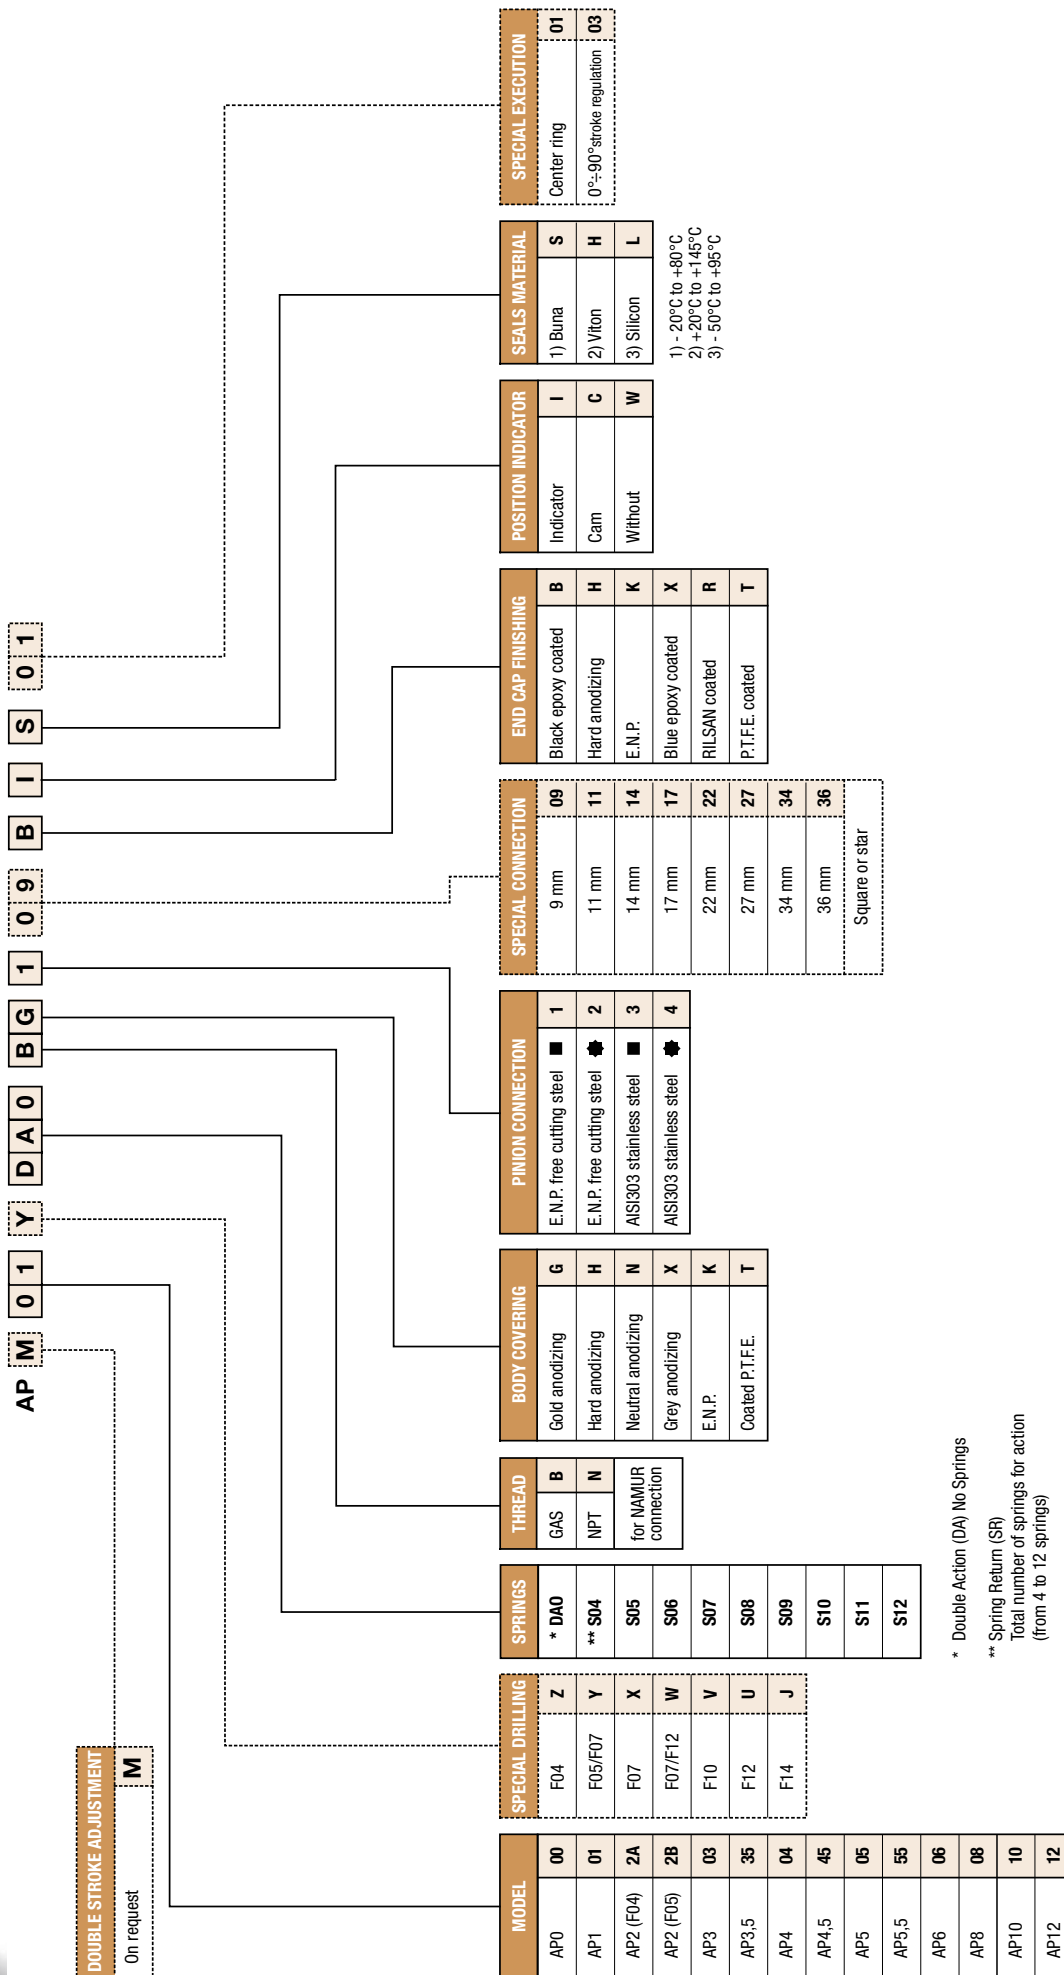 AP M 0 1 Y D A 0 B G 1 0 9 B I S 0 1
DOUBLE STROKE ADJUSTMENT
On request M
MODEL
AP0 00
AP1 01
AP2 (F04) 2A
AP2 (F05) 2B
AP3 03
AP3,5 35
AP4 04
AP4,5 45
AP5 05
AP5,5 55
AP6 06
AP8 08
AP10 10
AP12 12
SPECIAL DRILLING
F04 Z
F05/F07 Y
F07 X
F07/F12 W
F10 V
F12 U
F14 J
SPRINGS
* DA0
** S04
S05
S06
S07
S08
S09
S10
S11
S12
* Double Action (DA) No Springs
** Spring Return (SR)
Total number of springs for action
(from 4 to 12 springs)
THREAD
GAS B
NPT N
for NAMUR
connection
BODY COVERING
Gold anodizing G
Hard anodizing H
Neutral anodizing N
Grey anodizing X
E.N.P. K
Coated P.T.F.E. T
PINION CONNECTION
E.N.P. free cutting steel 1
E.N.P. free cutting steel 2
AISI303 stainless steel 3
AISI303 stainless steel 4
SPECIAL CONNECTION
9 mm 09
11 mm 11
14 mm 14
17 mm 17
22 mm 22
27 mm 27
34 mm 34
36 mm 36
Square or star
END CAP FINISHING
Black epoxy coated B
Hard anodizing H
E.N.P. K
Blue epoxy coated X
RILSAN coated R
P.T.F.E. coated T
POSITION INDICATOR
Indicator I
Cam C
Without W
SEALS MATERIAL
1) Buna S
2) Viton H
3) Silicon L
1) - 20°C to +80°C
2) +20°C to +145°C
3) - 50°C to +95°C
SPECIAL EXECUTION
Center ring 01
0°÷90°stroke regulation 03